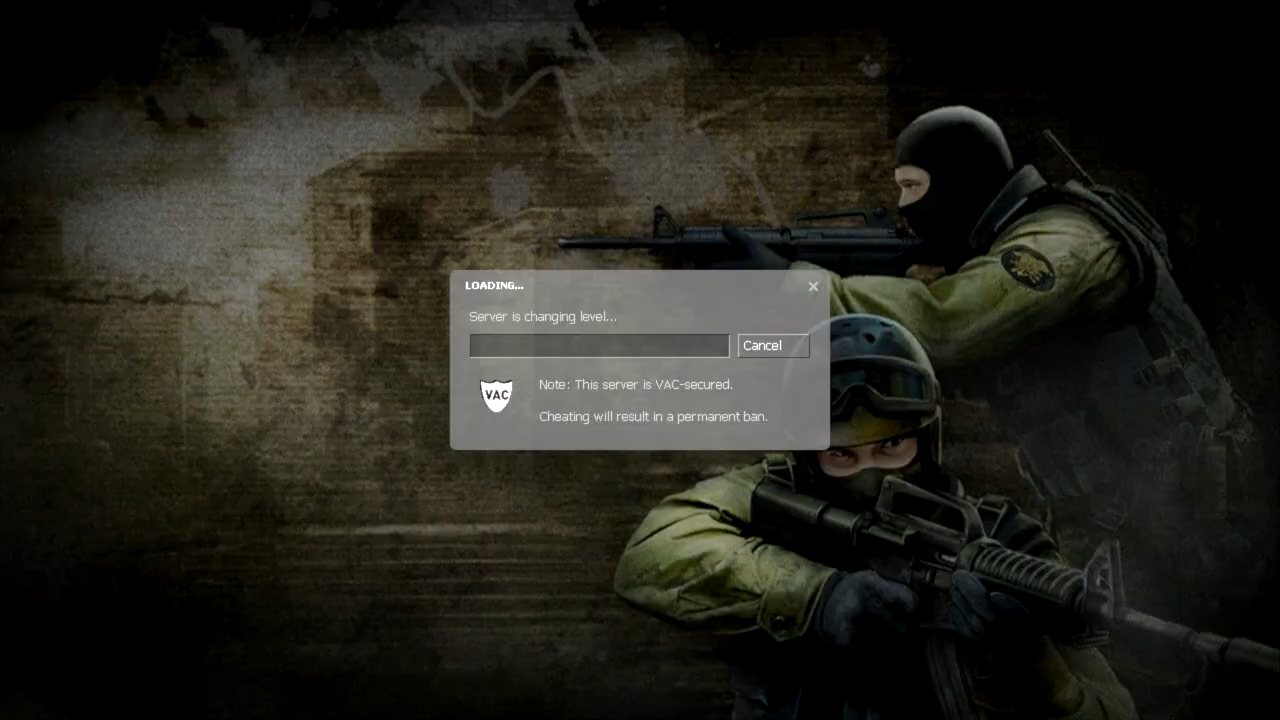 LOADING...
Server is changing level...
Cancel
VAC
Note: This server is VAC-secured.
Cheating will result in a permanent ban.